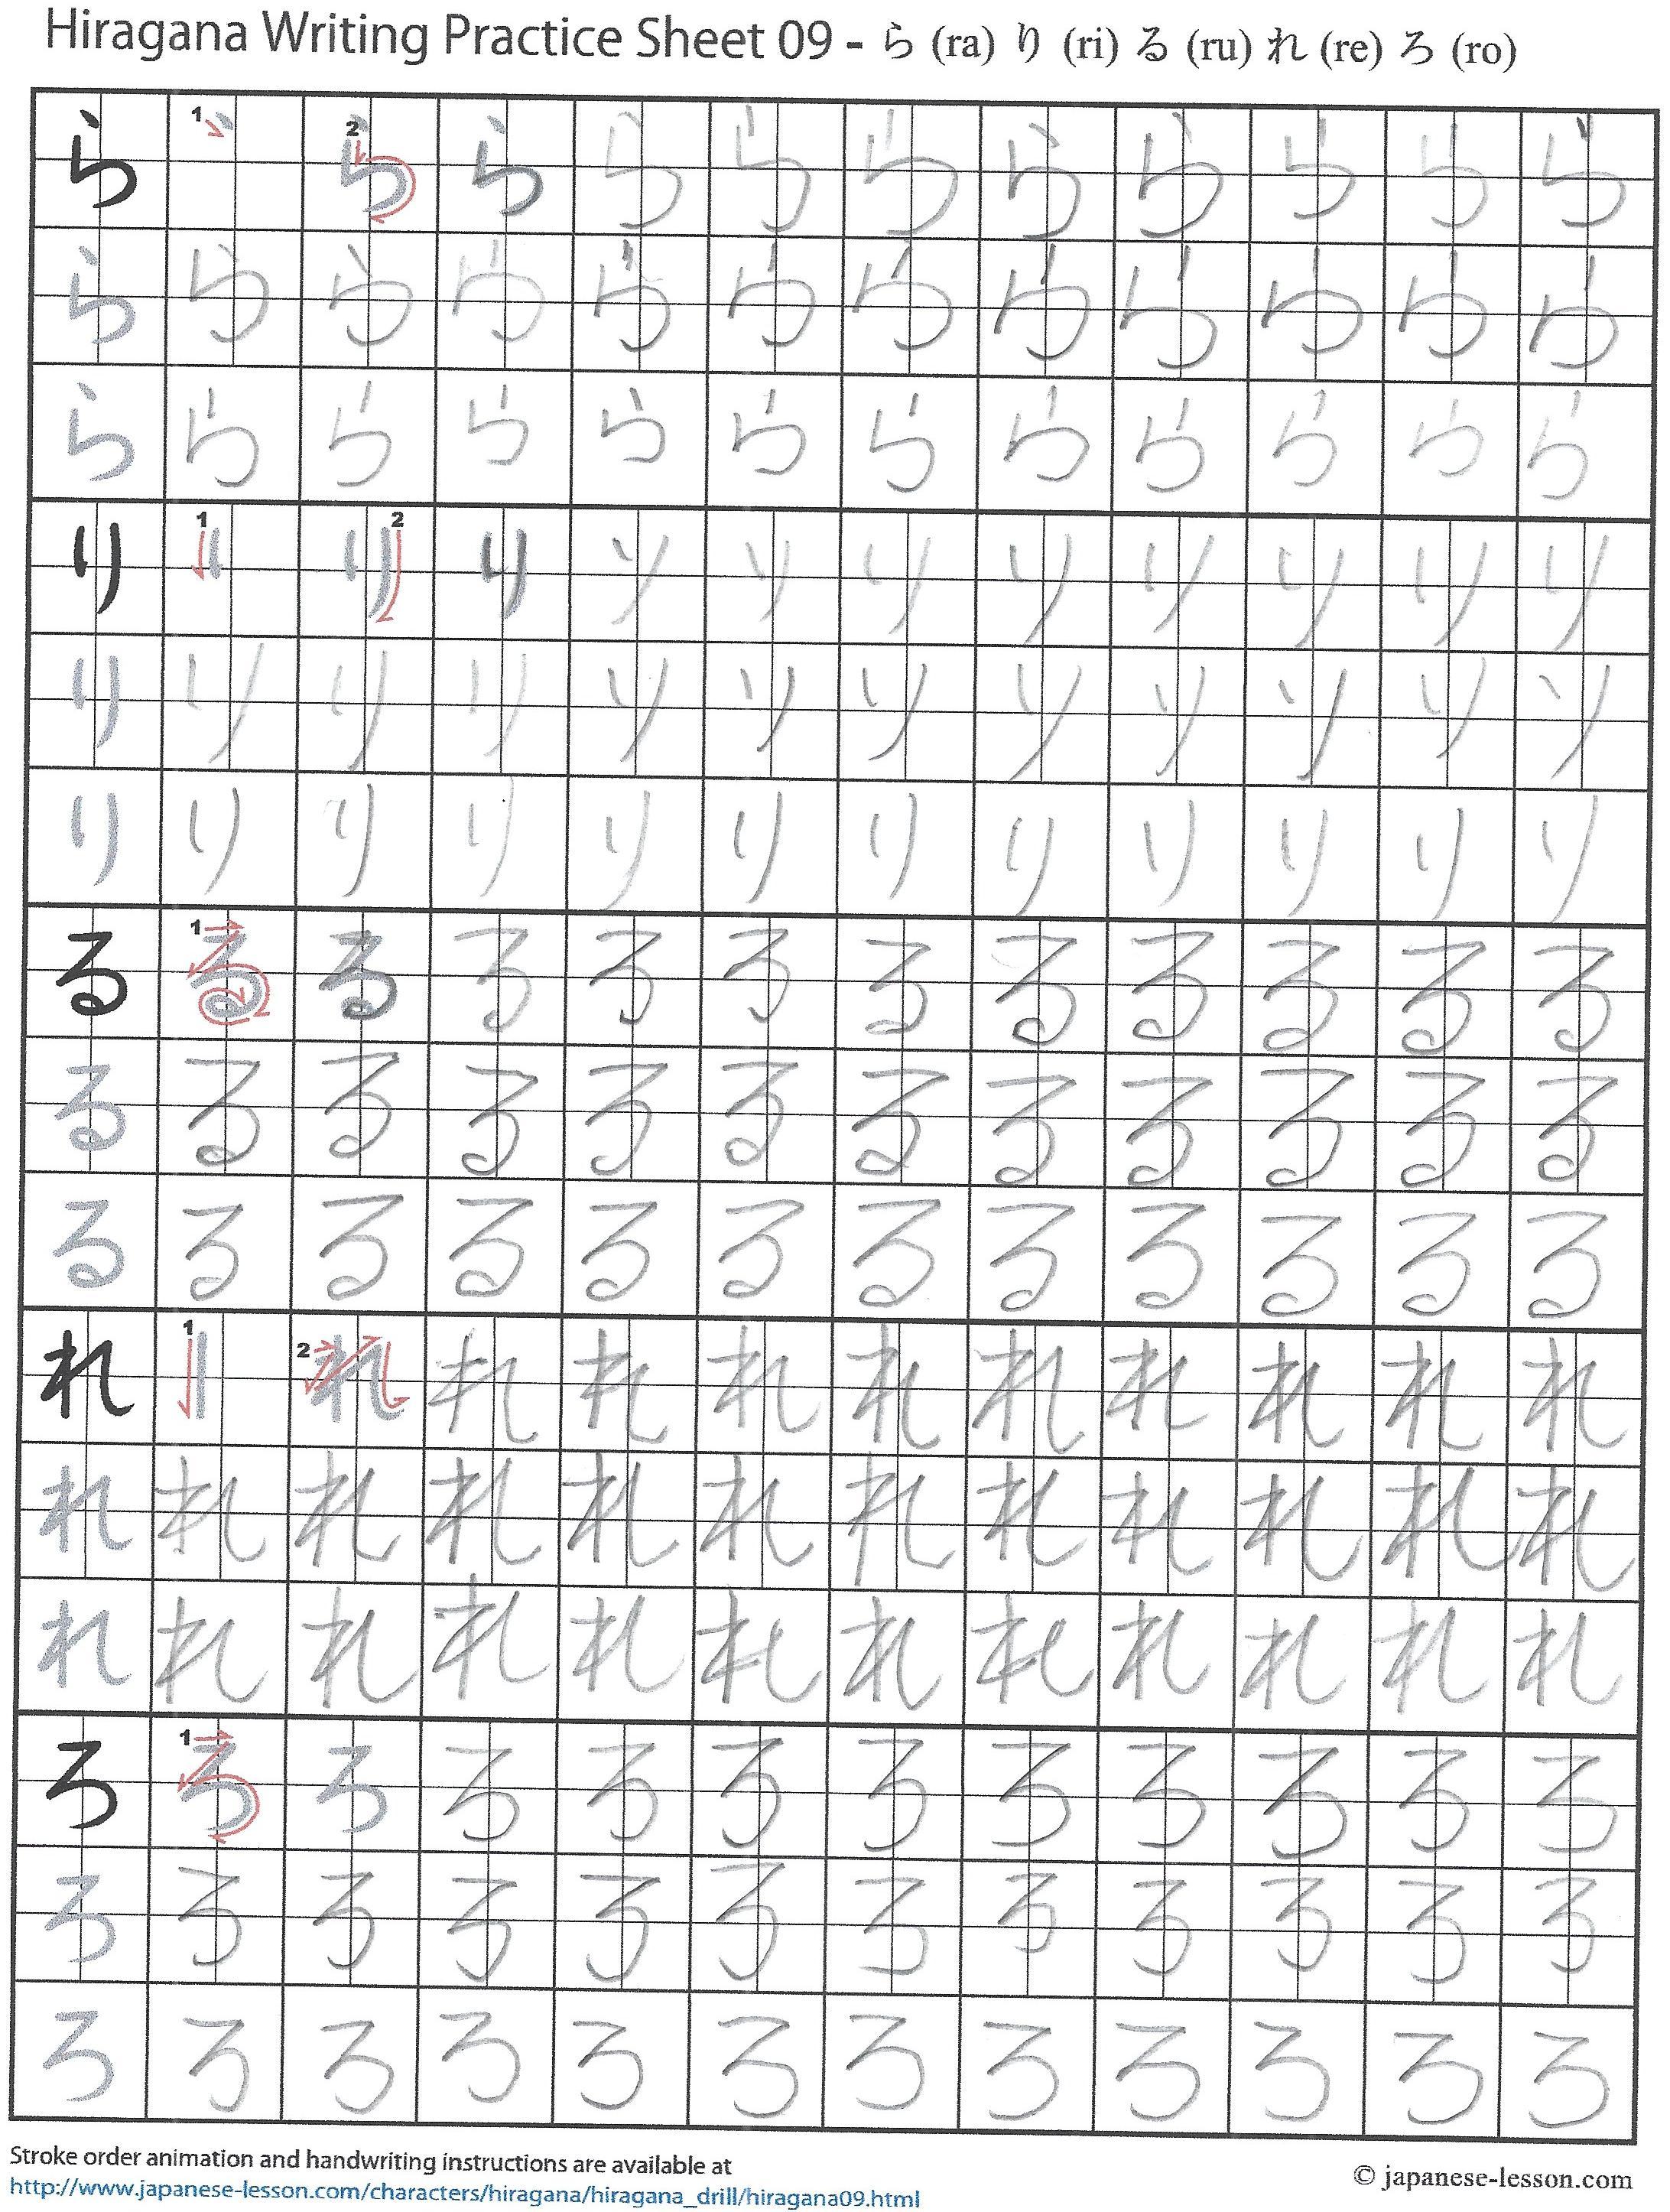 Hiragana Writing Practice Sheet 09 - ら (ra) り (ri) る (ru) れ (re) ろ (ro)
ら 1 2 ら ら ら ら ら ら ら ら ら ら
ら ら ら ら ら ら ら ら ら ら ら ら
ら ら ら ら ら ら ら ら ら ら ら ら
り 1 2 り り り り り り り り り り
り り り り り り り り り り り り
り り り り り り り り り り り り
る 1 る る る る る る る る る る る
る る る る る る る る る る る る
る る る る る る る る る る る る
れ 1 2 れ れ れ れ れ れ れ れ れ れ
れ れ れ れ れ れ れ れ れ れ れ れ
れ れ れ れ れ れ れ れ れ れ れ れ
ろ 1 ろ ろ ろ ろ ろ ろ ろ ろ ろ ろ ろ
ろ ろ ろ ろ ろ ろ ろ ろ ろ ろ ろ ろ
ろ ろ ろ ろ ろ ろ ろ ろ ろ ろ ろ ろ
Stroke order animation and handwriting instructions are available at
http://www.japanese-lesson.com/characters/hiragana/hiragana_drill/hiragana09.html
© japanese-lesson.com